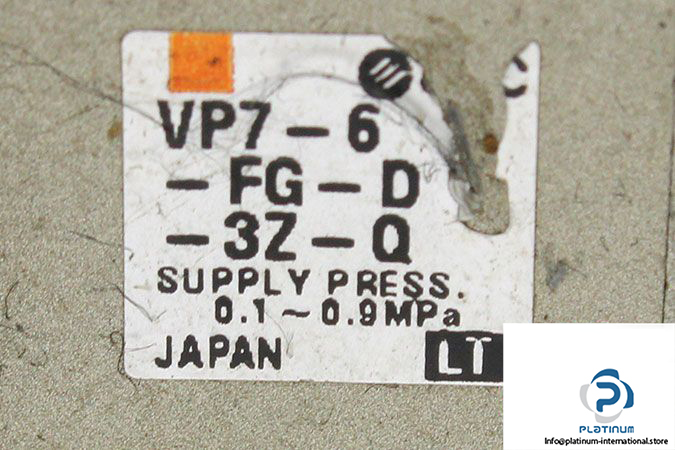 VP7-6
-FG-D
-3Z-Q
SUPPLY PRESS.
0.1~0.9MPa
JAPAN LT
PLATINUM
Info@platinum-international.store